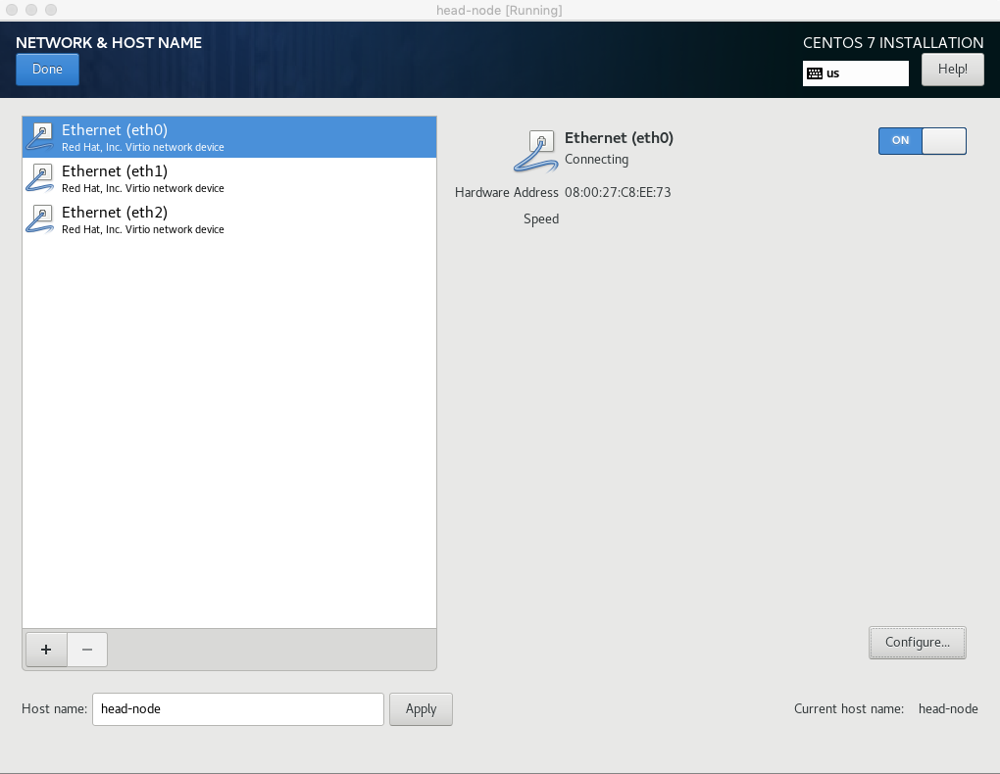 head-node [Running]
NETWORK & HOST NAME
CENTOS 7 INSTALLATION
Done
us
Help!
Ethernet (eth0)
Red Hat, Inc. Virtio network device
Ethernet (eth1)
Red Hat, Inc. Virtio network device
Ethernet (eth2)
Red Hat, Inc. Virtio network device
Ethernet (eth0)
Connecting
ON
Hardware Address 08:00:27:C8:EE:73
Speed
+ −
Configure...
Host name: head-node Apply
Current host name: head-node